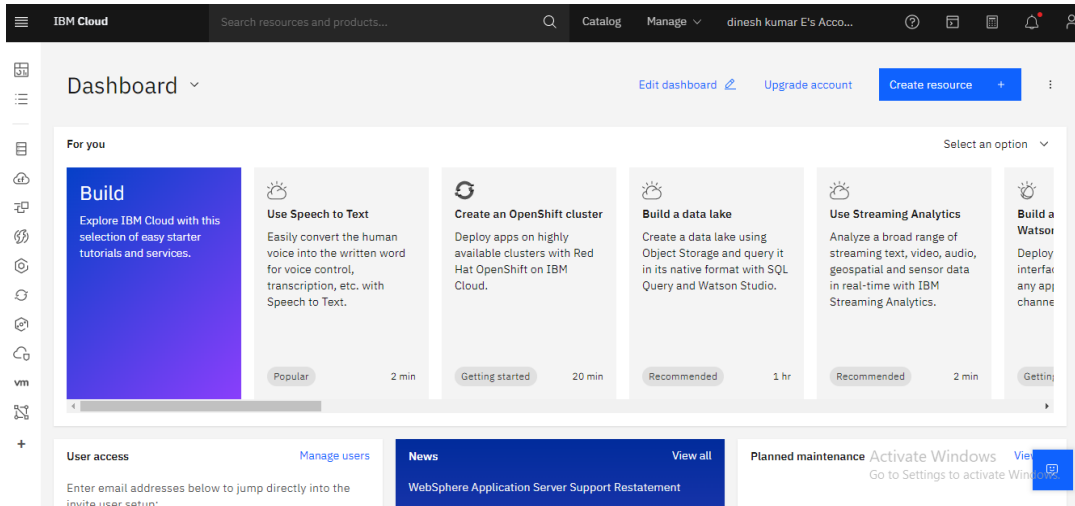 IBM Cloud
Search resources and products...
Catalog
Manage
dinesh kumar E's Acco...
Dashboard
Edit dashboard
Upgrade account
Create resource +
For you
Select an option
Build
Explore IBM Cloud with this
selection of easy starter
tutorials and services.
Use Speech to Text
Easily convert the human
voice into the written word
for voice control,
transcription, etc. with
Speech to Text.
Popular
2 min
Create an OpenShift cluster
Deploy apps on highly
available clusters with Red
Hat OpenShift on IBM
Cloud.
Getting started
20 min
Build a data lake
Create a data lake using
Object Storage and query it
in its native format with SQL
Query and Watson Studio.
Recommended
1 hr
Use Streaming Analytics
Analyze a broad range of
streaming text, video, audio,
geospatial and sensor data
in real-time with IBM
Streaming Analytics.
Recommended
2 min
Build a
Deploy
any
vm
User access
Manage users
Enter email addresses below to jump directly into the
invite user setup:
News
View all
WebSphere Application Server Support Restatement
Planned maintenance
Activate Windows
Go to Settings to activate Windows.